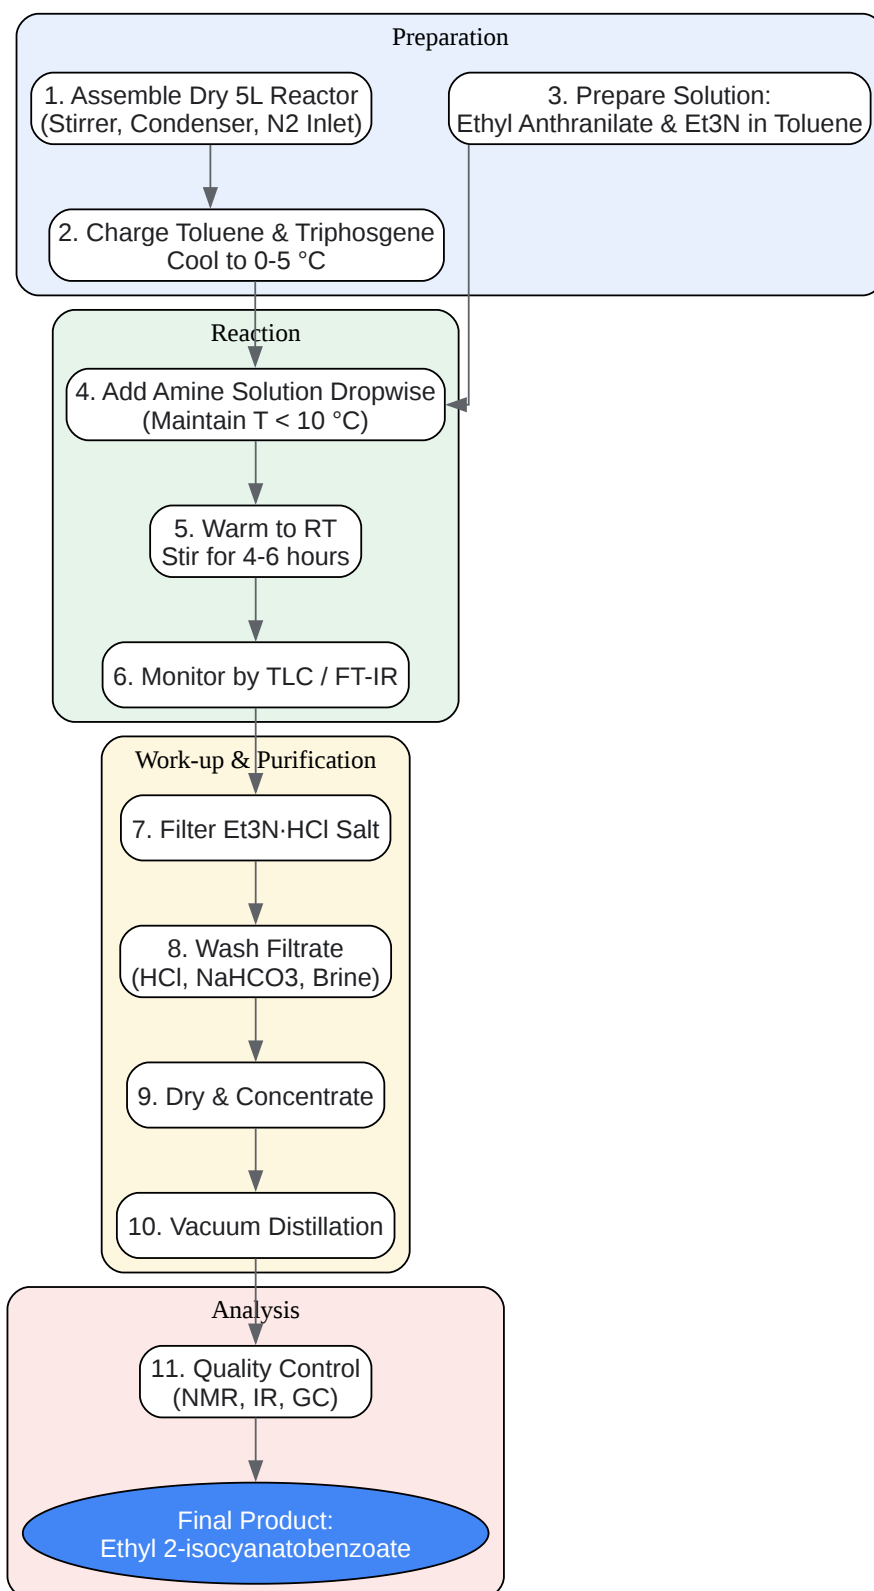 Preparation
1. Assemble Dry 5L Reactor
(Stirrer, Condenser, N2 Inlet)
3. Prepare Solution:
Ethyl Anthranilate & Et3N in Toluene
2. Charge Toluene & Triphosgene
Cool to 0-5 °C
Reaction
4. Add Amine Solution Dropwise
(Maintain T < 10 °C)
5. Warm to RT
Stir for 4-6 hours
6. Monitor by TLC / FT-IR
Work-up & Purification
7. Filter Et3N·HCl Salt
8. Wash Filtrate
(HCl, NaHCO3, Brine)
9. Dry & Concentrate
10. Vacuum Distillation
Analysis
11. Quality Control
(NMR, IR, GC)
Final Product:
Ethyl 2-isocyanatobenzoate